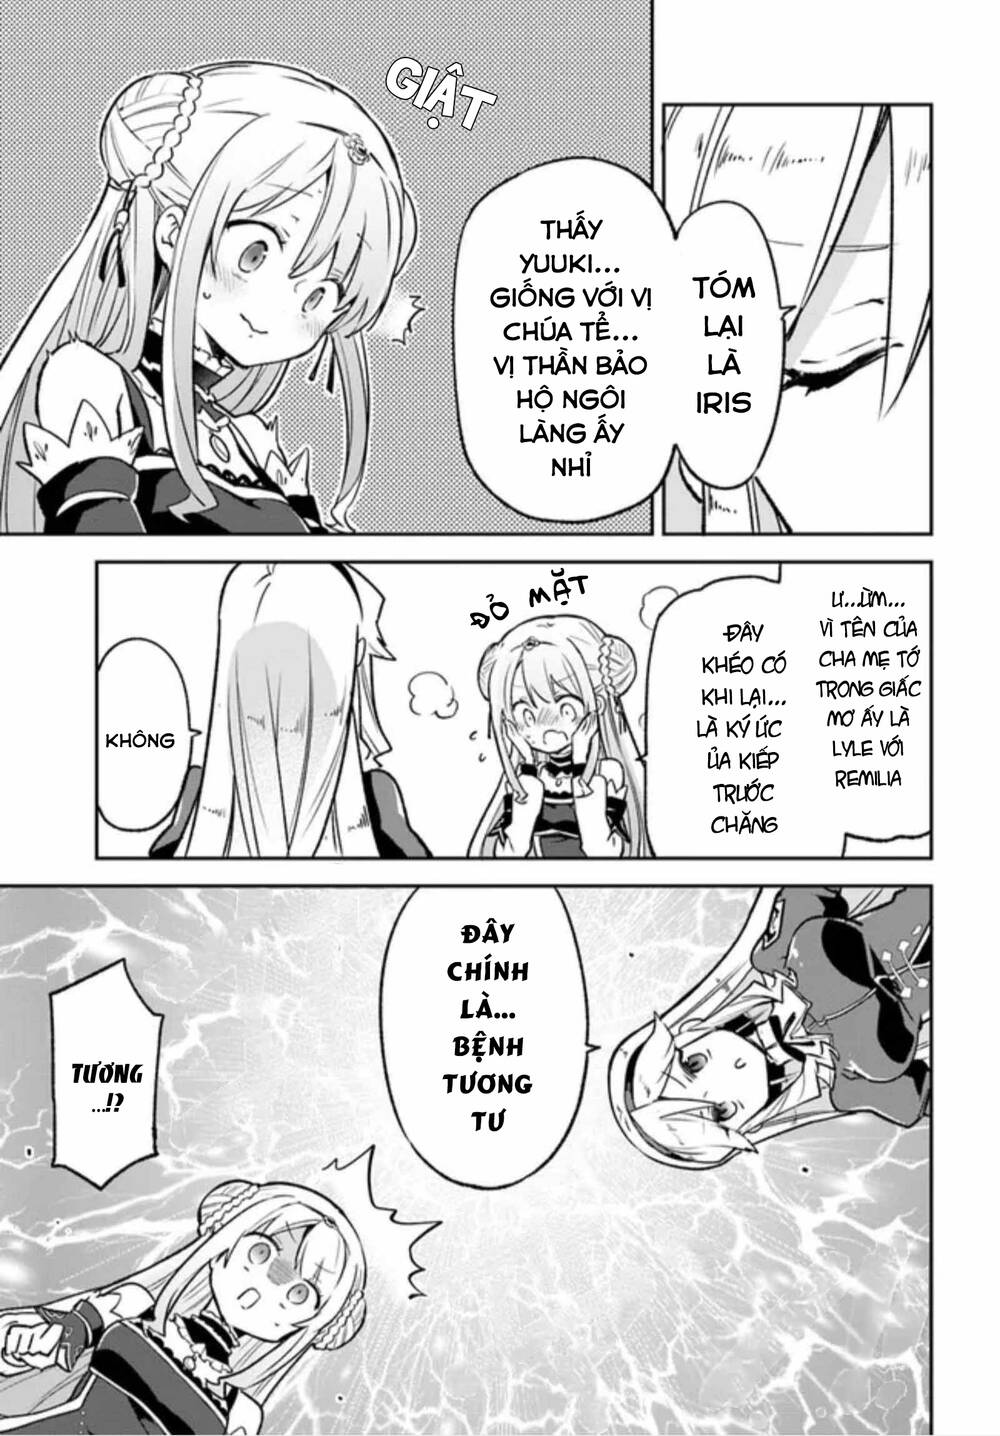 TÓM
LẠI
LÀ
IRIS
THẤY
YUUKI...
GIỐNG VỚI VỊ
CHÚA TỂ...
VỊ THẦN BẢO
HỘ NGÔI
LÀNG ẤY
NHỈ
GIẬT
Ư...ỪM...
VÌ TÊN CỦA
CHA MẸ TỚ
TRONG GIẤC
MƠ ẤY LÀ
LYLE VỚI
REMILIA
ĐÂY
KHÉO CÓ
KHI LẠI...
LÀ KÝ ỨC
ỦA KIẾP
TRƯỚC
CHĂNG
ĐỎ MẶT
KHÔNG
ĐÂY
CHÍNH
LÀ...
BỆNH
TƯƠNG
TƯ
TƯƠNG
...!?